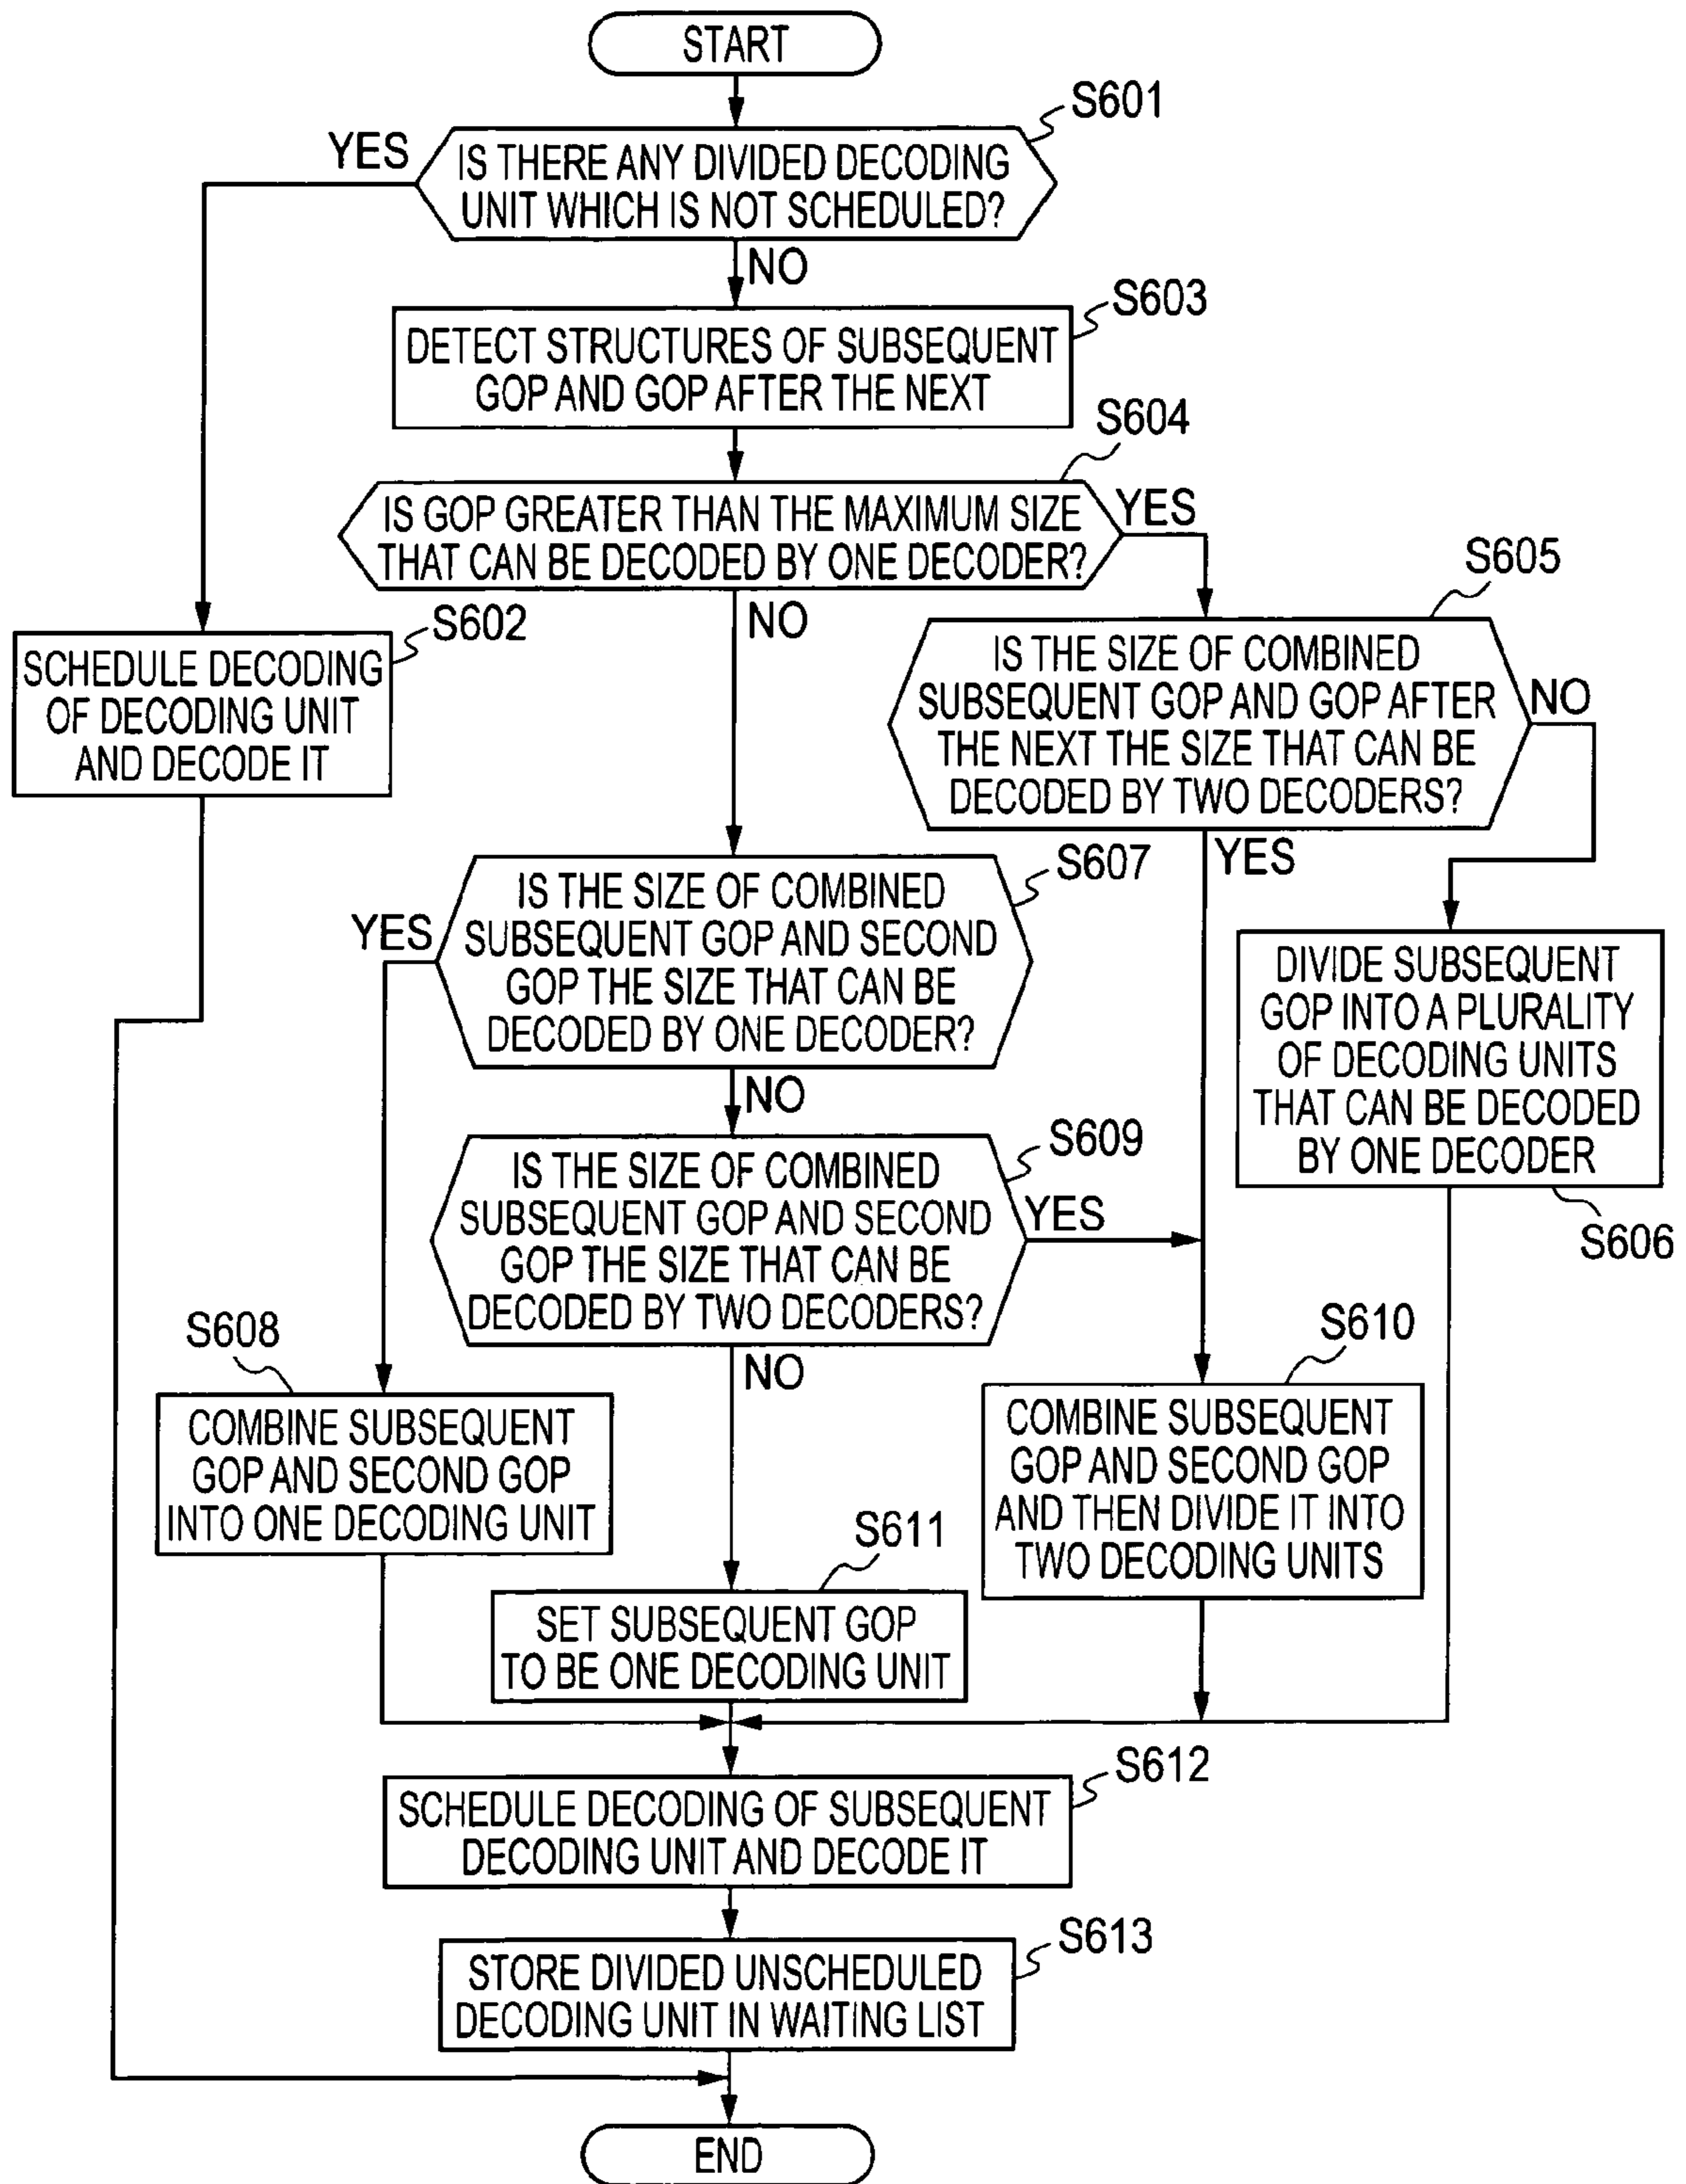 START
S601
YES
IS THERE ANY DIVIDED DECODING
UNIT WHICH IS NOT SCHEDULED?
NO
S603
DETECT STRUCTURES OF SUBSEQUENT
GOP AND GOP AFTER THE NEXT
S604
IS GOP GREATER THAN THE MAXIMUM SIZE
THAT CAN BE DECODED BY ONE DECODER?
YES
NO
S605
IS THE SIZE OF COMBINED
SUBSEQUENT GOP AND GOP AFTER
THE NEXT THE SIZE THAT CAN BE
DECODED BY TWO DECODERS?
NO
YES
S602
SCHEDULE DECODING
OF DECODING UNIT
AND DECODE IT
S607
IS THE SIZE OF COMBINED
SUBSEQUENT GOP AND SECOND
GOP THE SIZE THAT CAN BE
DECODED BY ONE DECODER?
YES
NO
DIVIDE SUBSEQUENT
GOP INTO A PLURALITY
OF DECODING UNITS
THAT CAN BE DECODED
BY ONE DECODER
S606
S609
IS THE SIZE OF COMBINED
SUBSEQUENT GOP AND SECOND
GOP THE SIZE THAT CAN BE
DECODED BY TWO DECODERS?
YES
NO
S608
COMBINE SUBSEQUENT
GOP AND SECOND GOP
INTO ONE DECODING UNIT
S610
COMBINE SUBSEQUENT
GOP AND SECOND GOP
AND THEN DIVIDE IT INTO
TWO DECODING UNITS
S611
SET SUBSEQUENT GOP
TO BE ONE DECODING UNIT
S612
SCHEDULE DECODING OF SUBSEQUENT
DECODING UNIT AND DECODE IT
S613
STORE DIVIDED UNSCHEDULED
DECODING UNIT IN WAITING LIST
END